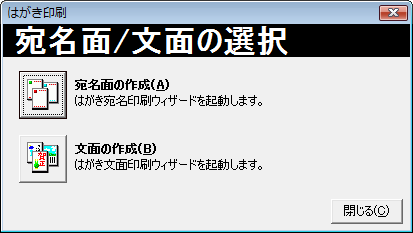 はがき印刷
宛名面/文面の選択
宛名面の作成(A)
はがき宛名印刷ウィザードを起動します。
文面の作成(B)
はがき文面印刷ウィザードを起動します。
閉じる(C)